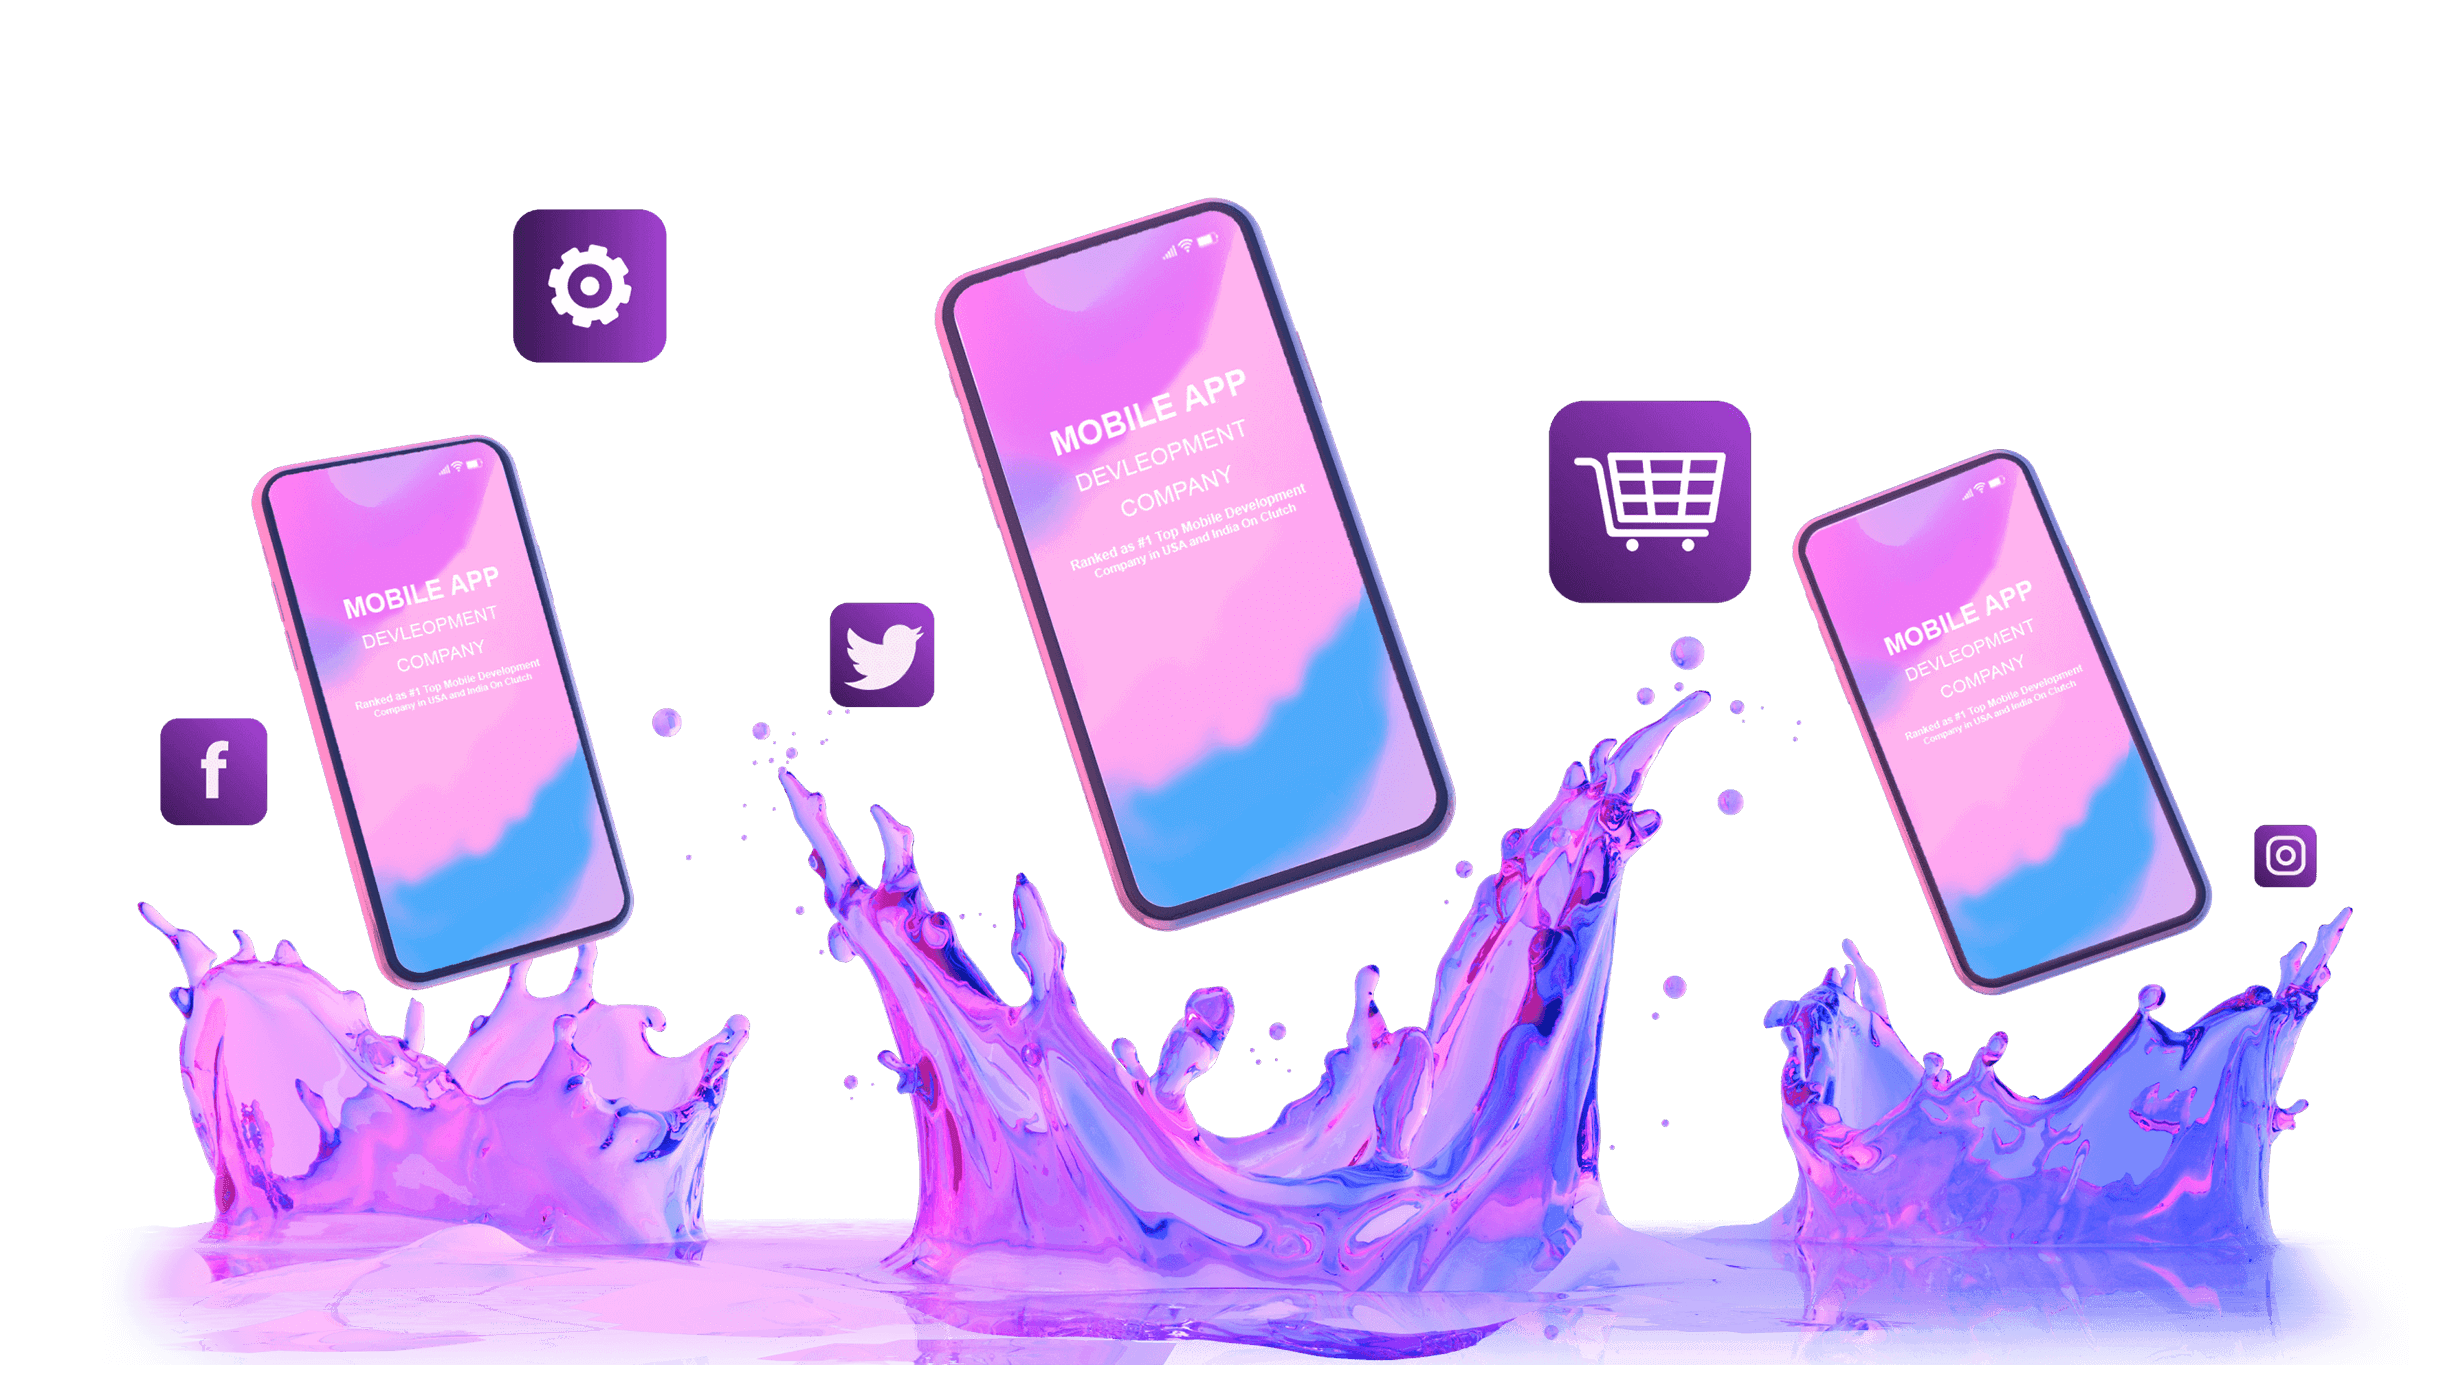 MOBILE APP
DEVLEOPMENT
COMPANY
Ranked as #1 Top Mobile Development
Company in USA and India On Clutch
MOBILE APP
DEVLEOPMENT
COMPANY
Ranked as #1 Top Mobile Development
Company in USA and India On Clutch
MOBILE APP
DEVLEOPMENT
COMPANY
Ranked as #1 Top Mobile Development
Company in USA and India On Clutch